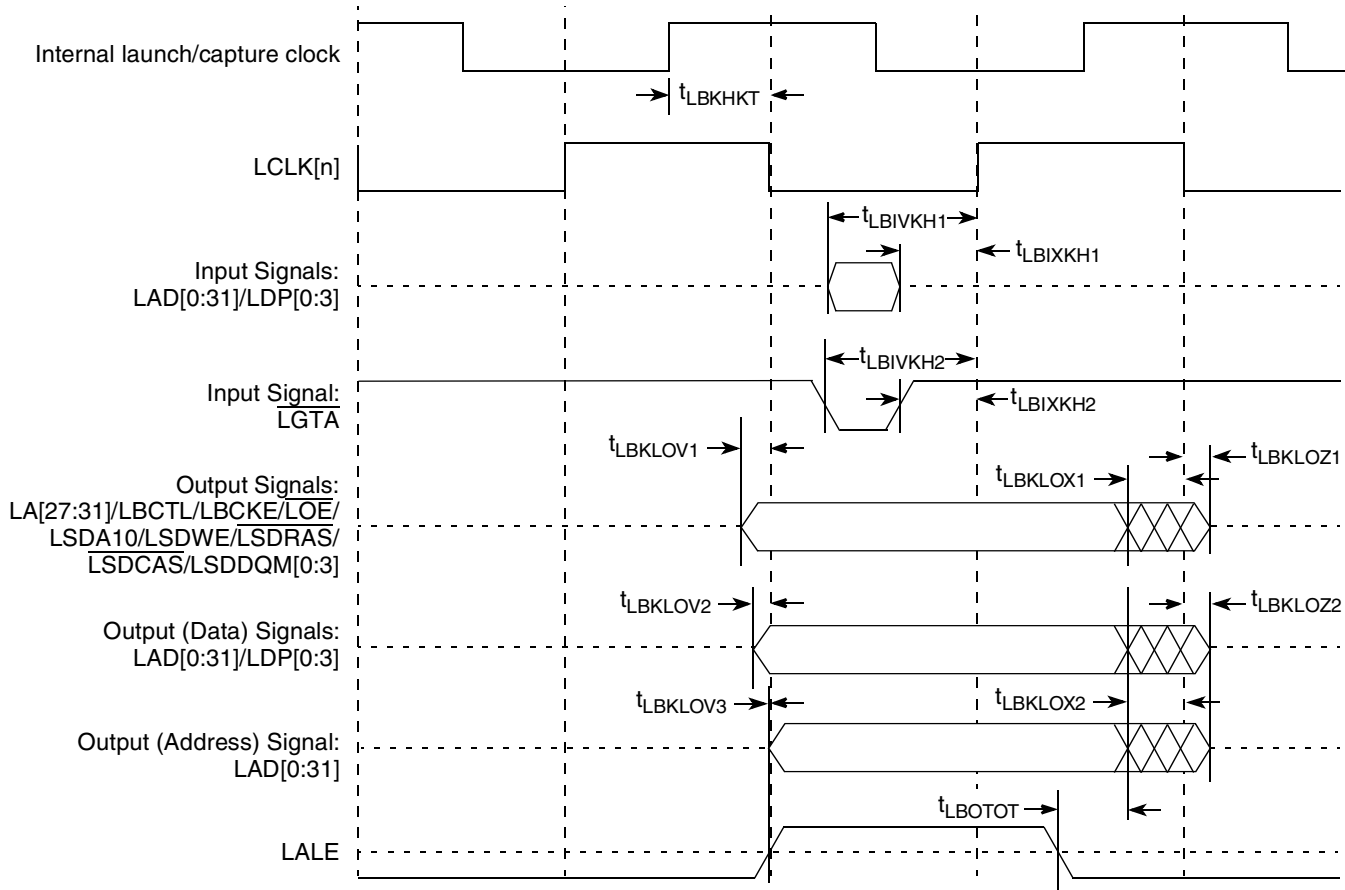 Internal launch/capture clock
tLBKHKT
LCLK[n]
tLBIVKH1
tLBIXKH1
Input Signals:
LAD[0:31]/LDP[0:3]
tLBIVKH2
Input Signal:
LGTA
tLBIXKH2
tLBKLOV1
tLBKLOZ1
tLBKLOX1
Output Signals:
LA[27:31]/LBCTL/LBCKE/LOE/
LSDA10/LSDWE/LSDRAS/
LSDCAS/LSDDQM[0:3]
tLBKLOV2
tLBKLOZ2
Output (Data) Signals:
LAD[0:31]/LDP[0:3]
tLBKLOV3
tLBKLOX2
Output (Address) Signal:
LAD[0:31]
tLBOTOT
LALE